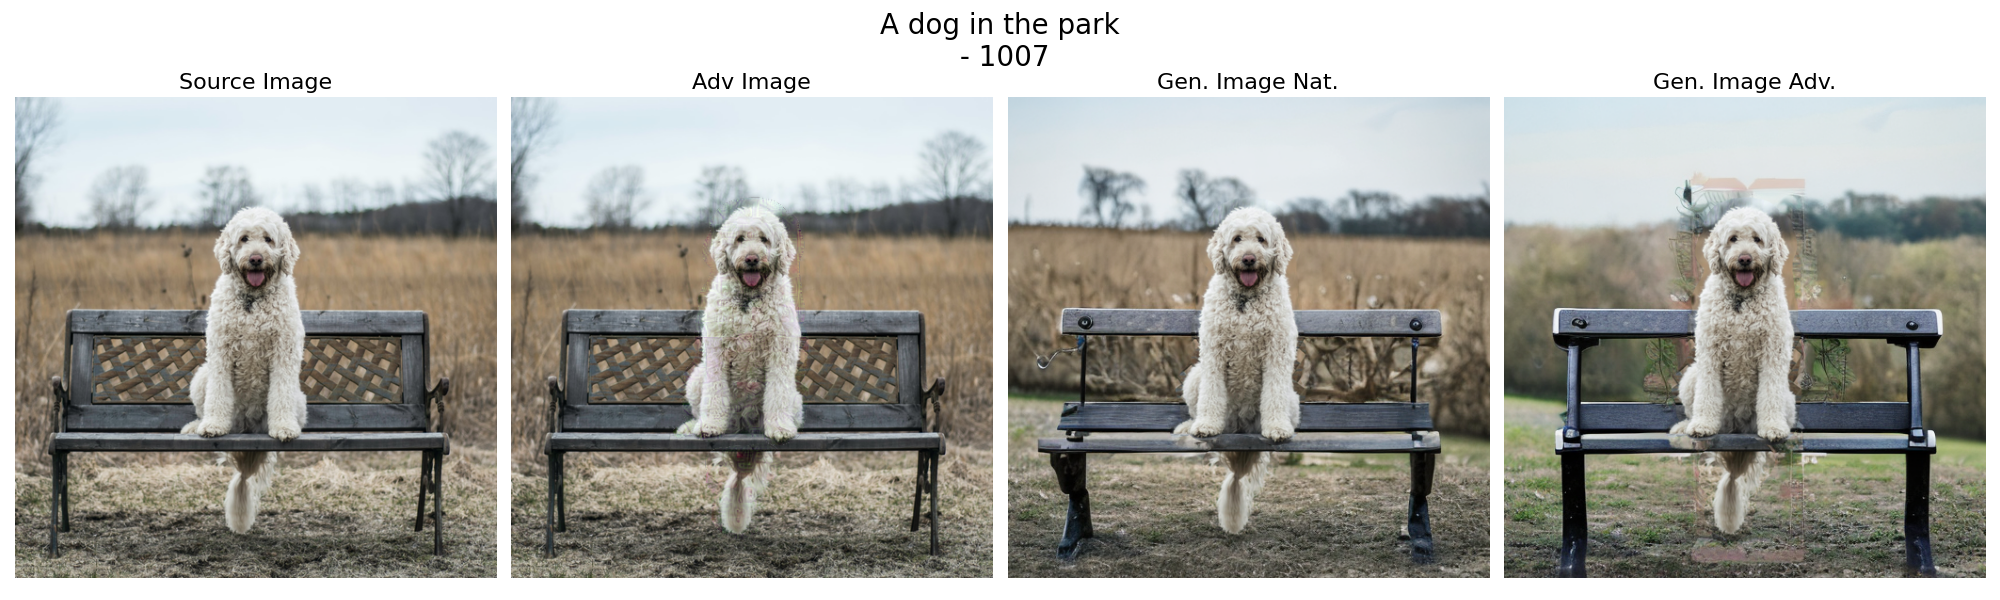 A dog in the park
- 1007
Source Image
Adv Image
Gen. Image Nat.
Gen. Image Adv.